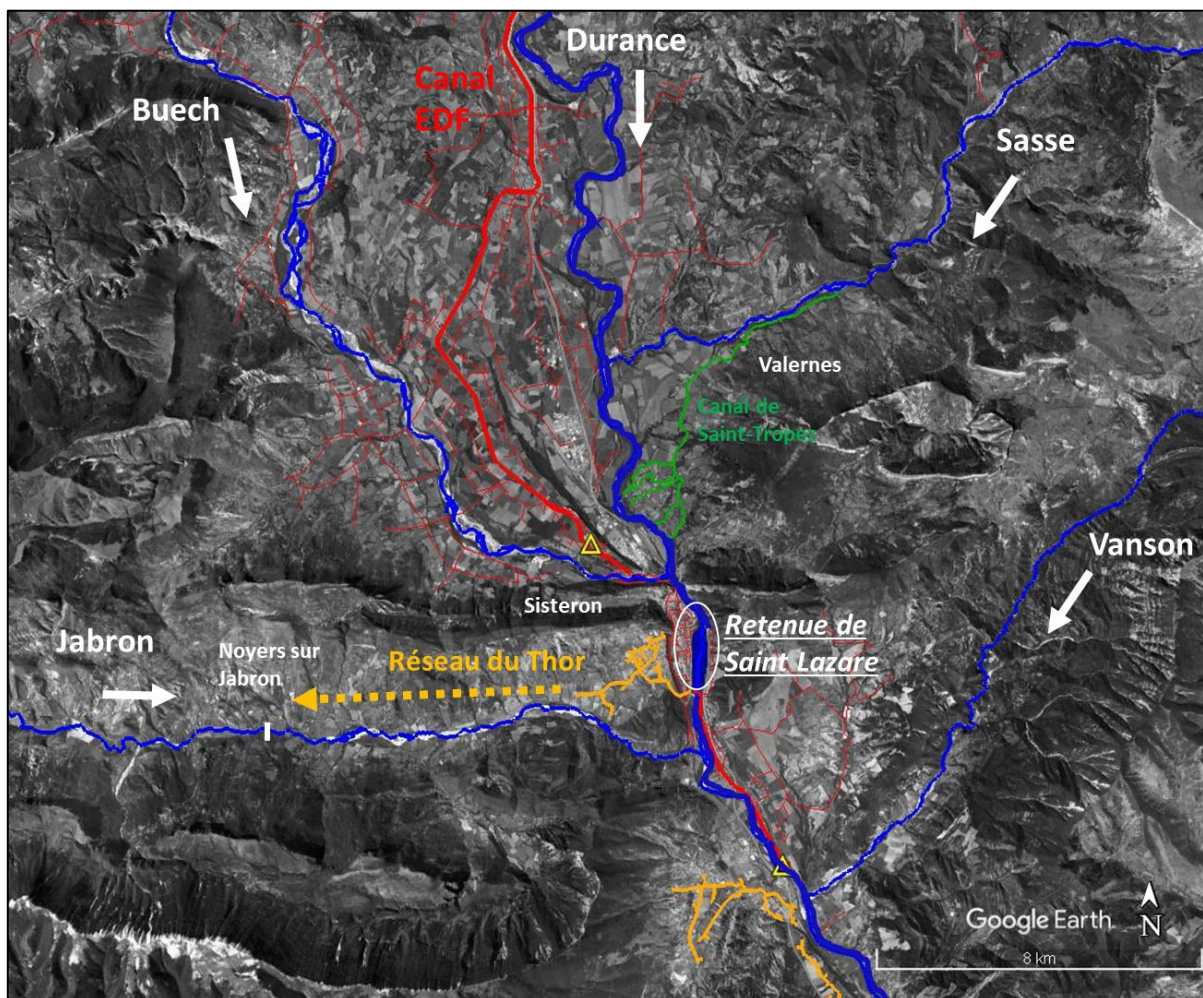 Durance
Canal
EDF
Buech
Sasse
Valernes
Canal de
Saint-Tropez
Vanson
Sisteron
Retenue de
Saint Lazare
Jabron
Noyers sur
Jabron
Réseau du Thor
Google Earth
N
8 km